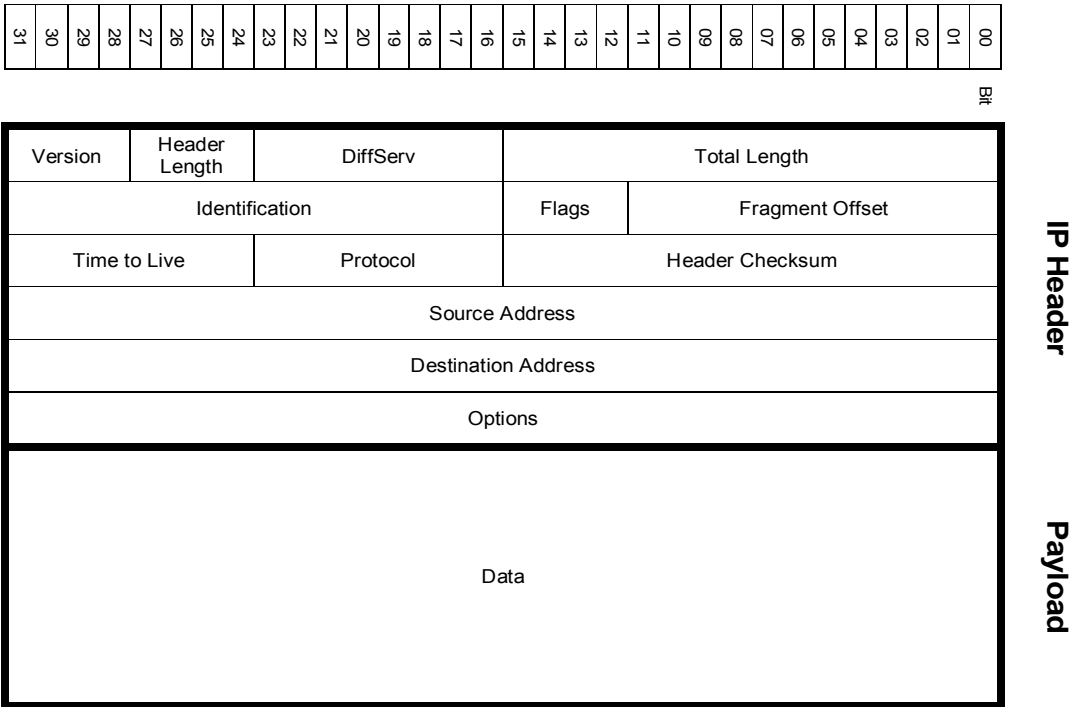 31 30 29 28 27 26 25 24 23 22 21 20 19 18 17 16 15 14 13 12 11 10 09 08 07 06 05 04 03 02 01 00
Bit
Version
Header
Length
DiffServ
Total Length
Identification
Flags
Fragment Offset
Time to Live
Protocol
Header Checksum
Source Address
Destination Address
Options
IP Header
Data
Payload